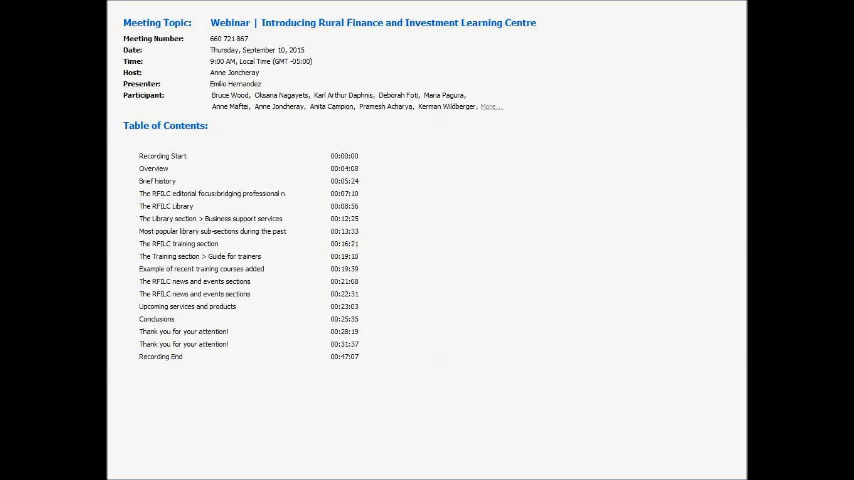 Meeting Topic: Webinar | Introducing Rural Finance and Investment Learning Centre
Meeting Number: 660 721 867
Date: Thursday, September 10, 2015
Time: 9:00 AM, Local Time (GMT -05:00)
Host: Anne Joncheray
Presenter: Emilio Hernandez
Participant: Bruce Wood, Oksana Nagayets, Karl Arthur Daphnis, Deborah Foti, Maria Pagura,
Anne Maftei, Anne Joncheray, Anita Campion, Pramesh Acharya, Kerman Wildberger, More...
Table of Contents:
Recording Start 00:00:00
Overview 00:04:08
Brief history 00:05:24
The RFILC editorial focus:bridging professional n 00:07:10
The RFILC Library 00:08:56
The Library section > Business support services 00:12:25
Most popular library sub-sections during the past 00:13:33
The RFILC training section 00:16:21
The Training section > Guide for trainers 00:19:10
Example of recent training courses added 00:19:39
The RFILC news and events sections 00:21:08
The RFILC news and events sections 00:22:31
Upcoming services and products 00:23:03
Conclusions 00:25:35
Thank you for your attention! 00:28:19
Thank you for your attention! 00:31:37
Recording End 00:47:07